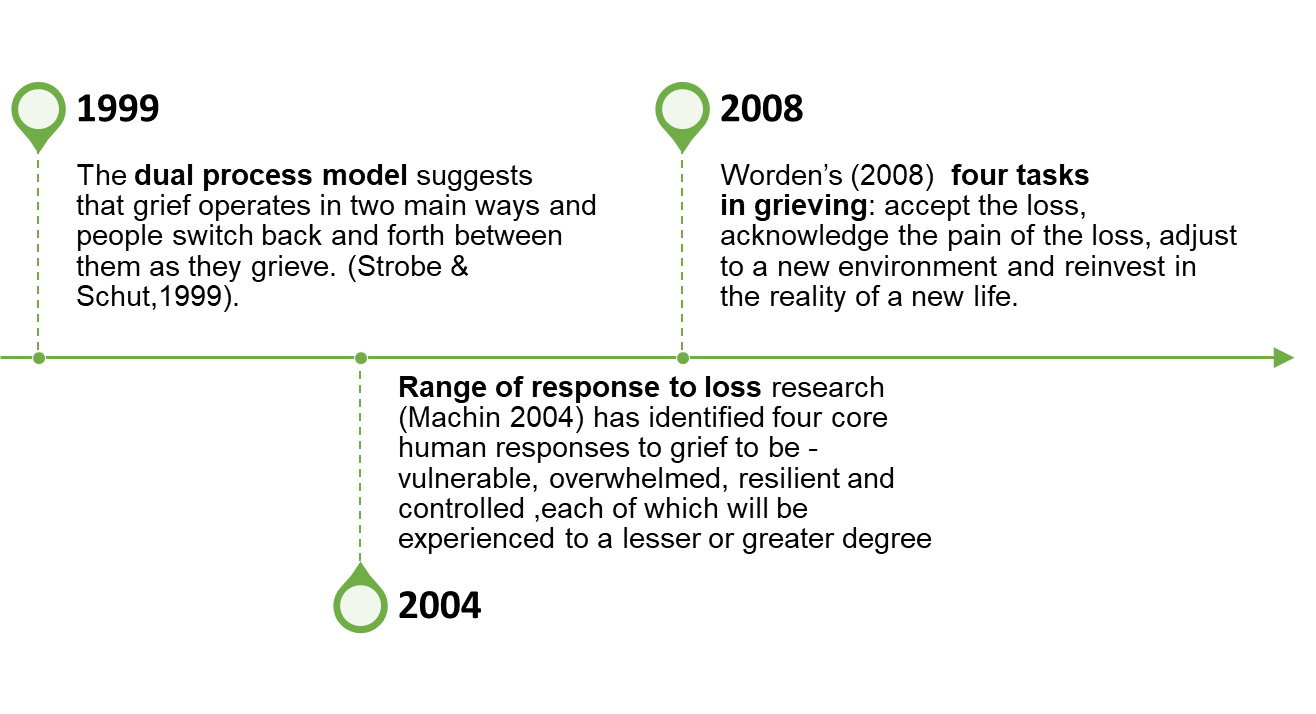 1999
The dual process model suggests
that grief operates in two main ways and
people switch back and forth between
them as they grieve. (Strobe &
Schut,1999).
2008
Worden’s (2008)  four tasks
in grieving: accept the loss,
acknowledge the pain of the loss, adjust
to a new environment and reinvest in
the reality of a new life.
Range of response to loss research
(Machin 2004) has identified four core
human responses to grief to be -
vulnerable, overwhelmed, resilient and
controlled ,each of which will be
experienced to a lesser or greater degree
2004